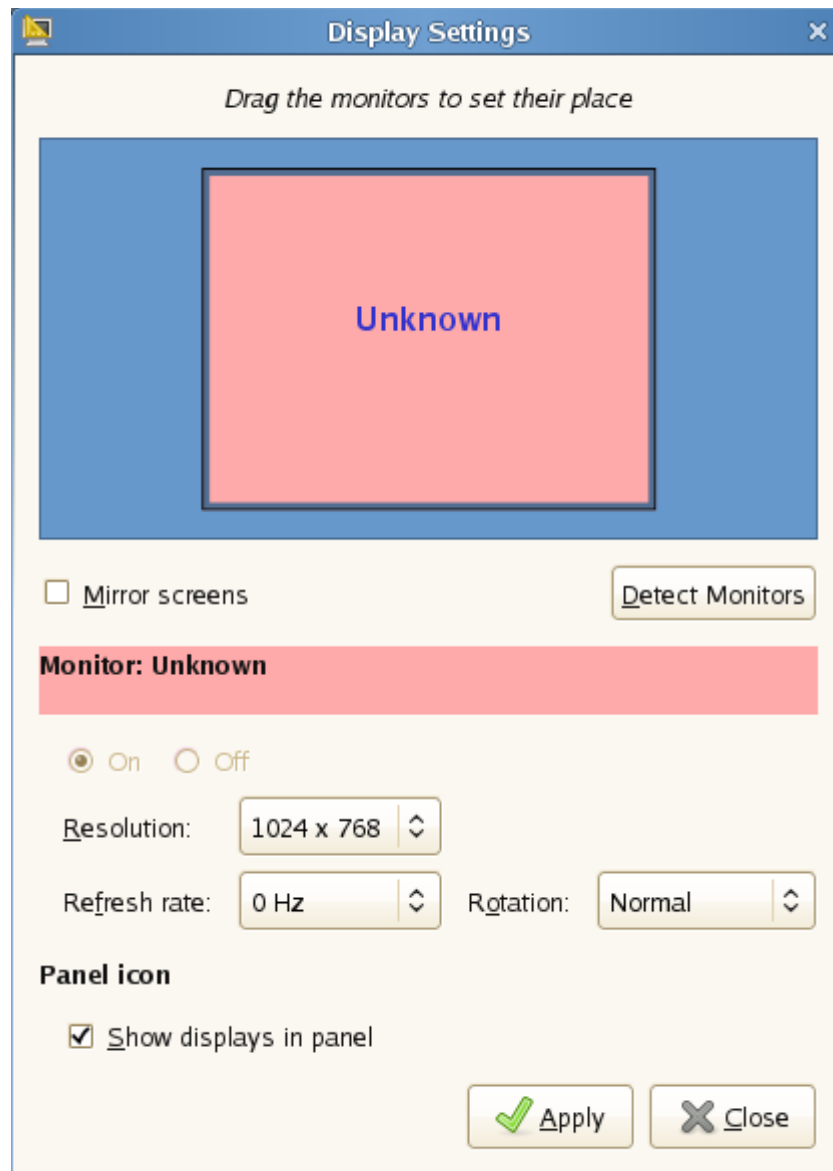 Display Settings
Drag the monitors to set their place
Unknown
Mirror screens Detect Monitors
Monitor: Unknown
On Off
Resolution: 1024 x 768
Refresh rate: 0 Hz Rotation: Normal
Panel icon
Show displays in panel
Apply Close